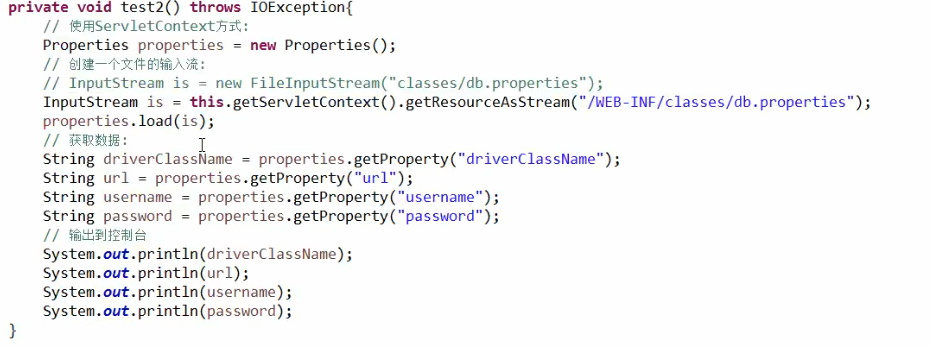 private void test2() throws IOException{
// 使用ServletContext方式:
Properties properties = new Properties();
// 创建一个文件的输入流:
// InputStream is = new FileInputStream("classes/db.properties");
InputStream is = this.getServletContext().getResourceAsStream("/WEB-INF/classes/db.properties");
properties.load(is);
// 获取数据:
String driverClassName = properties.getProperty("driverClassName");
String url = properties.getProperty("url");
String username = properties.getProperty("username");
String password = properties.getProperty("password");
// 输出到控制台
System.out.println(driverClassName);
System.out.println(url);
System.out.println(username);
System.out.println(password);
}